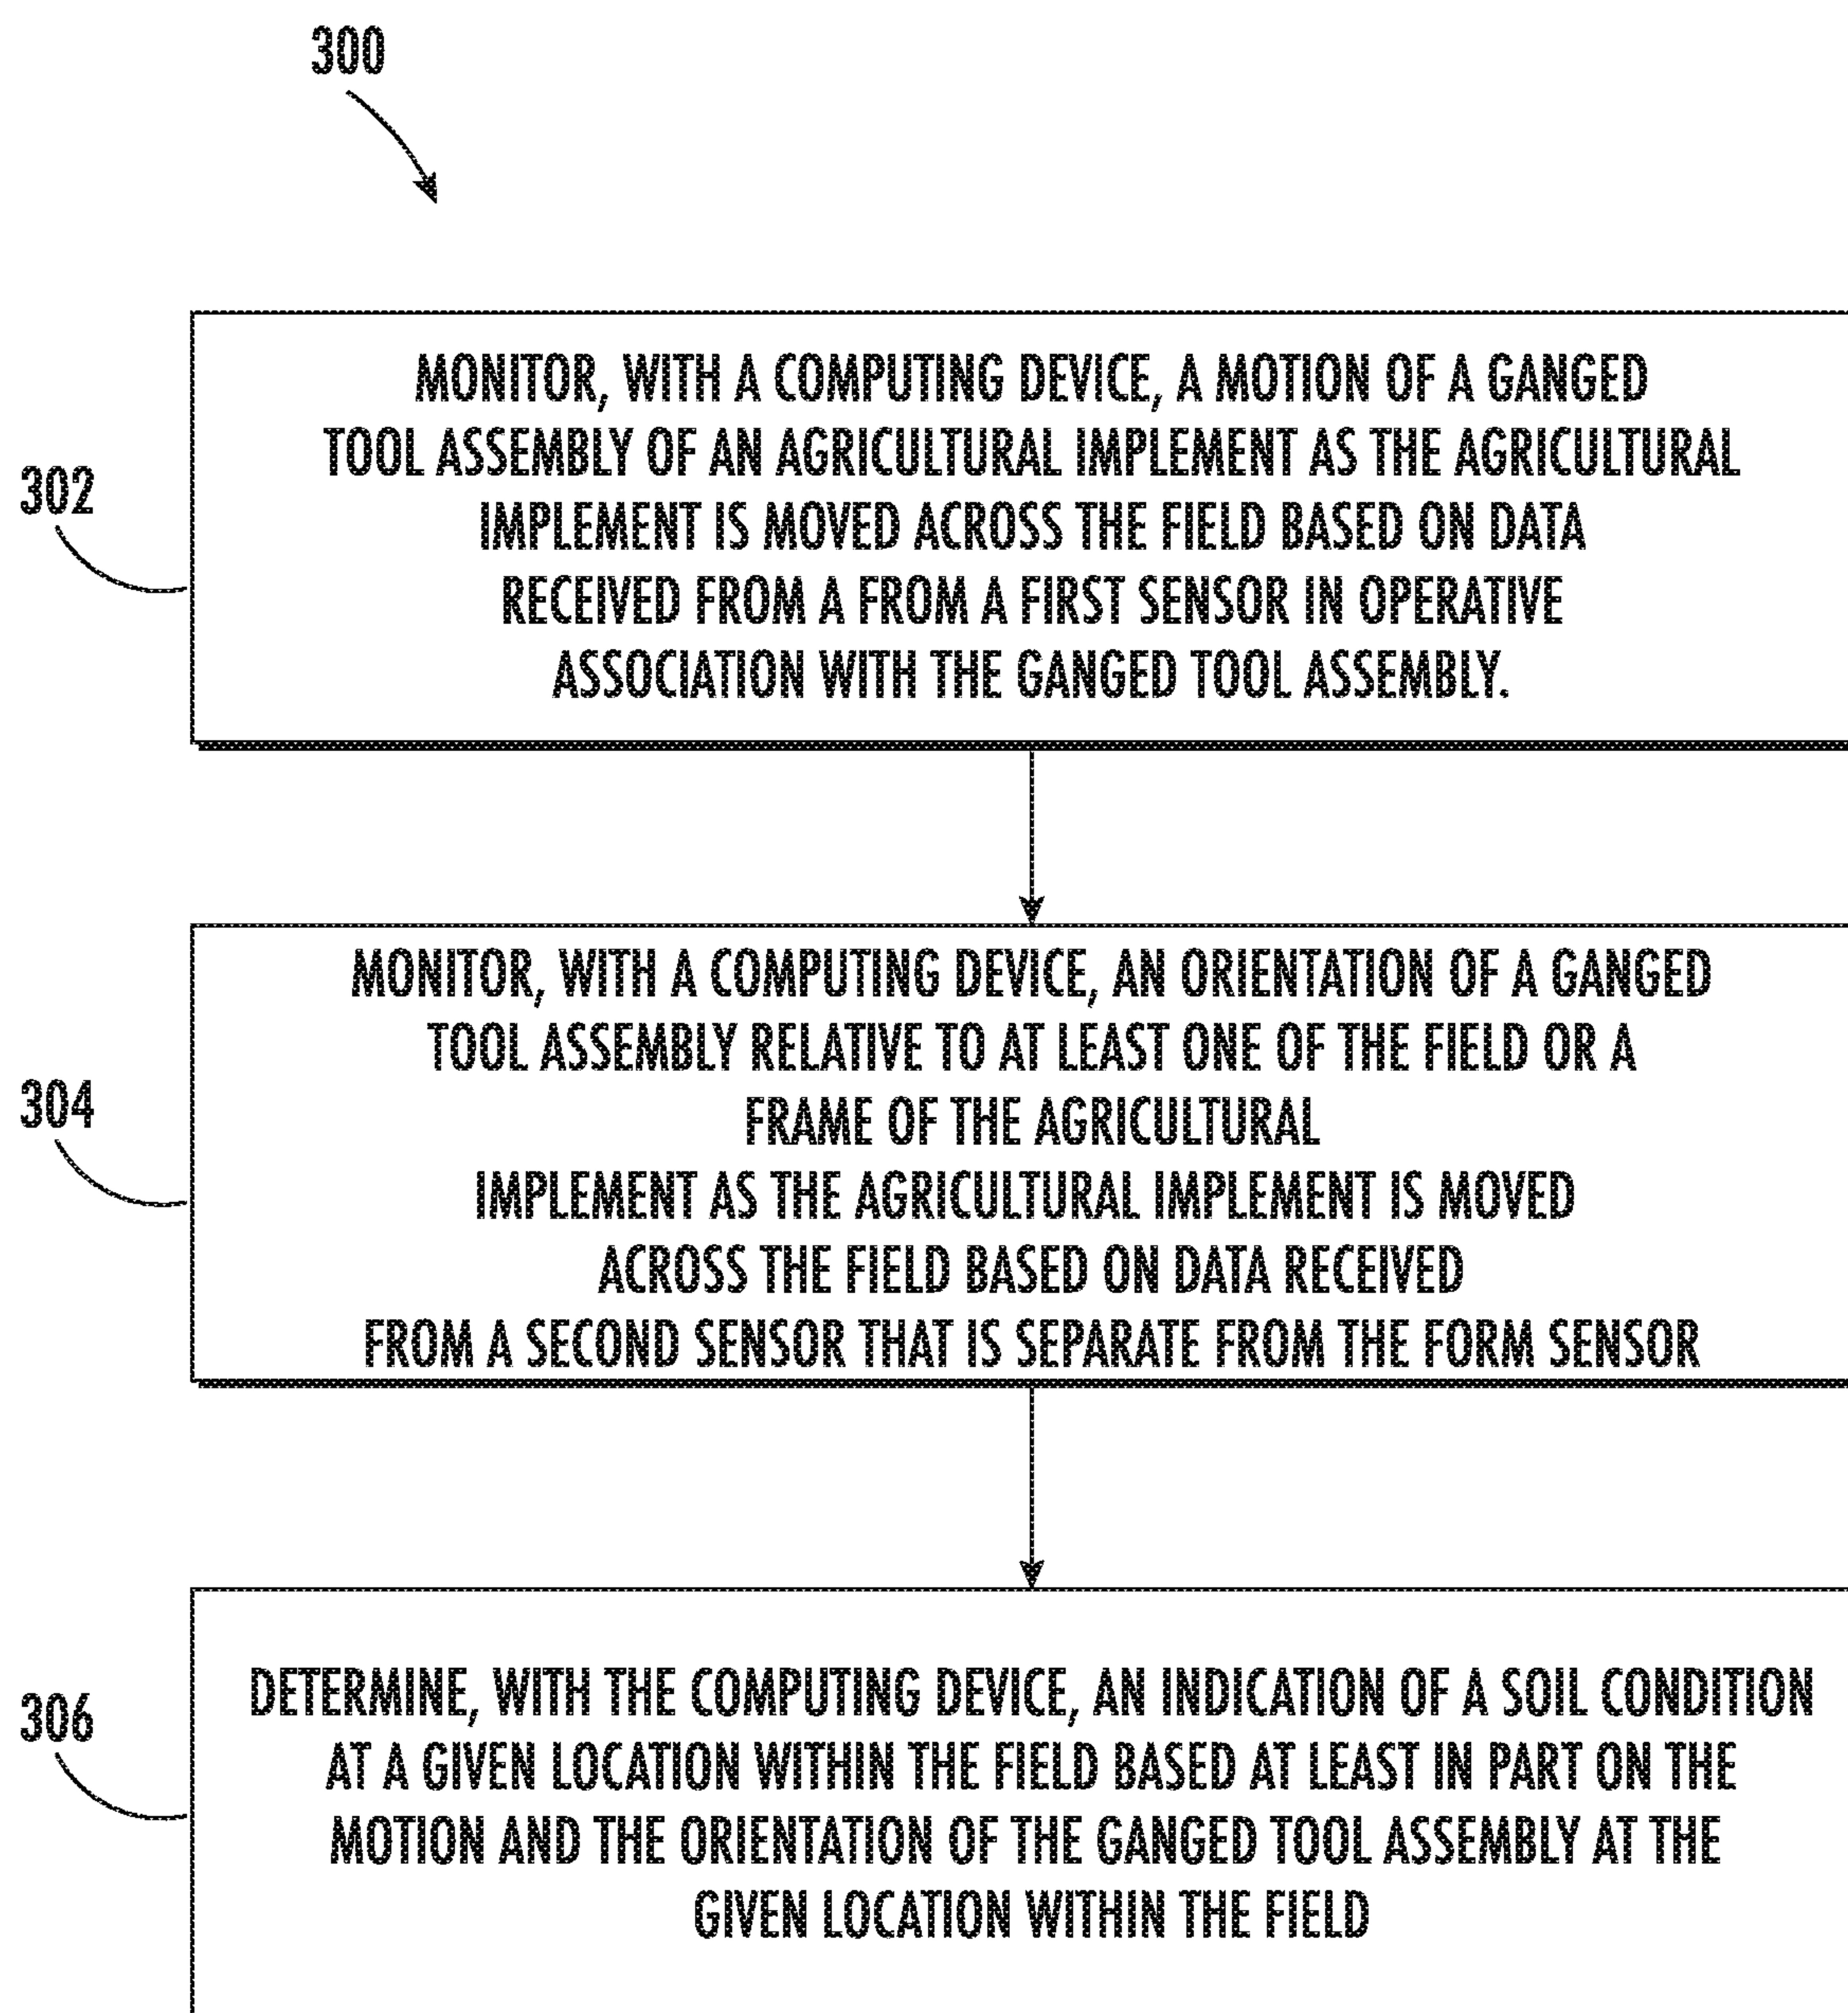 300
302
MONITOR, WITH A COMPUTING DEVICE, A MOTION OF A GANGED
TOOL ASSEMBLY OF AN AGRICULTURAL IMPLEMENT AS THE AGRICULTURAL
IMPLEMENT IS MOVED ACROSS THE FIELD BASED ON DATA
RECEIVED FROM A FROM A FIRST SENSOR IN OPERATIVE
ASSOCIATION WITH THE GANGED TOOL ASSEMBLY.
304
MONITOR, WITH A COMPUTING DEVICE, AN ORIENTATION OF A GANGED
TOOL ASSEMBLY RELATIVE TO AT LEAST ONE OF THE FIELD OR A
FRAME OF THE AGRICULTURAL
IMPLEMENT AS THE AGRICULTURAL IMPLEMENT IS MOVED
ACROSS THE FIELD BASED ON DATA RECEIVED
FROM A SECOND SENSOR THAT IS SEPARATE FROM THE FORM SENSOR
306
DETERMINE, WITH THE COMPUTING DEVICE, AN INDICATION OF A SOIL CONDITION
AT A GIVEN LOCATION WITHIN THE FIELD BASED AT LEAST IN PART ON THE
MOTION AND THE ORIENTATION OF THE GANGED TOOL ASSEMBLY AT THE
GIVEN LOCATION WITHIN THE FIELD